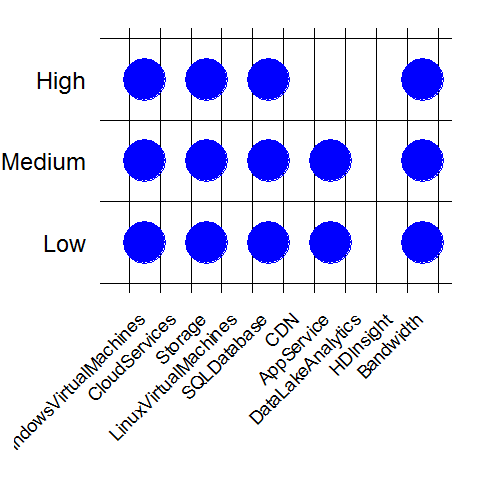 High
Medium
Low
ndowsVirtualMachines
CloudServices
Storage
LinuxVirtualMachines
SQLDatabase
CDN
AppService
DataLakeAnalytics
HDInsight
Bandwidth